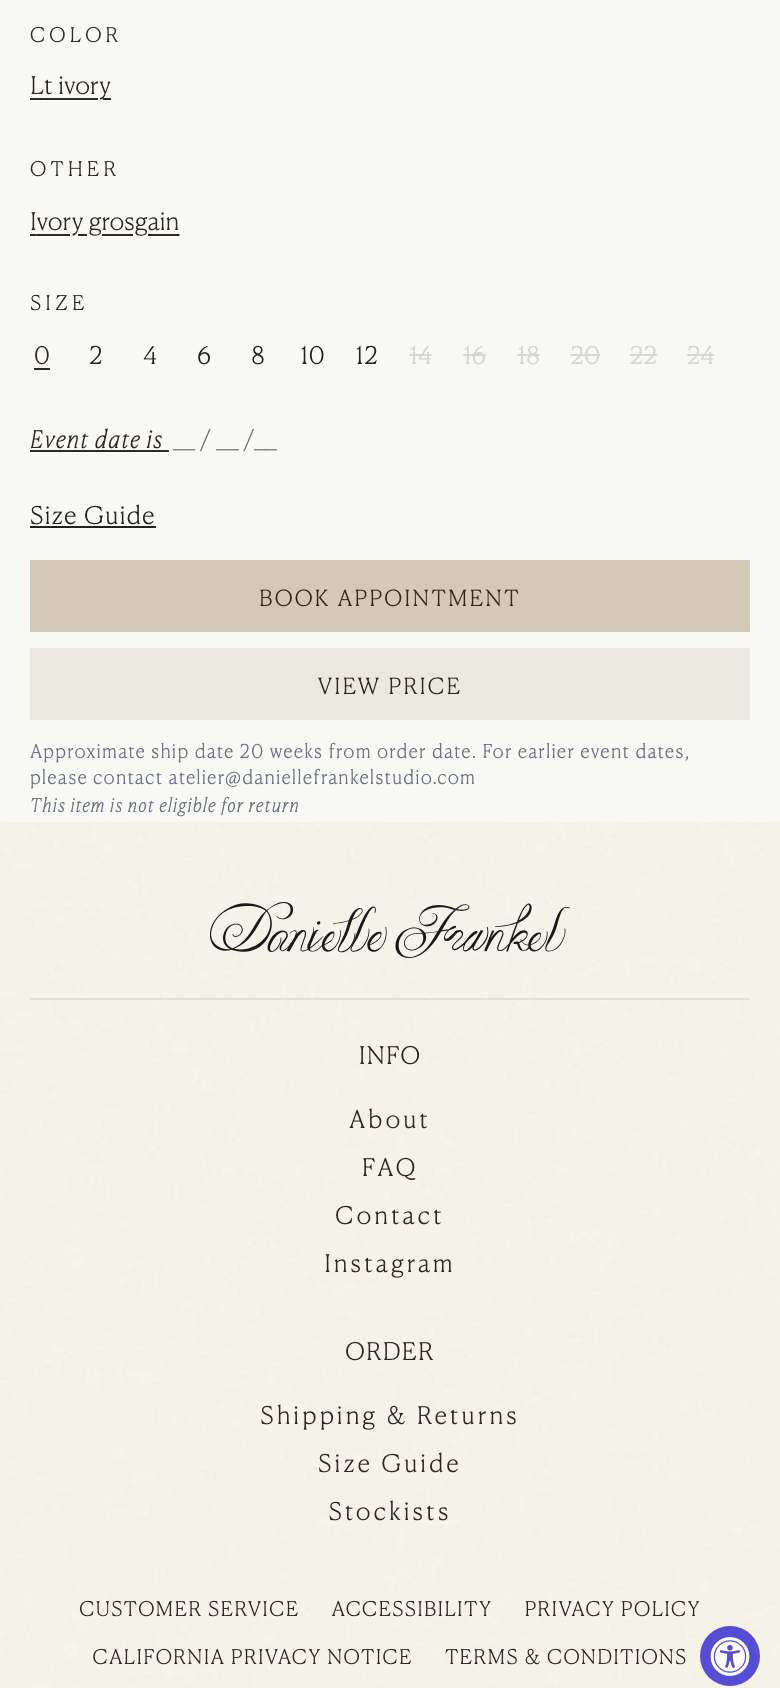 COLOR
Lt ivory
OTHER
Ivory grosgain
SIZE
0 2 4 6 8 10 12 14 16 18 20 22 24
Event date is __ / __ /__
Size Guide
BOOK APPOINTMENT
VIEW PRICE
Approximate ship date 20 weeks from order date. For earlier event dates,
please contact atelier@daniellefrankelstudio.com
This item is not eligible for return
Danielle Frankel
INFO
About
FAQ
Contact
Instagram
ORDER
Shipping & Returns
Size Guide
Stockists
CUSTOMER SERVICE ACCESSIBILITY PRIVACY POLICY
CALIFORNIA PRIVACY NOTICE TERMS & CONDITIONS